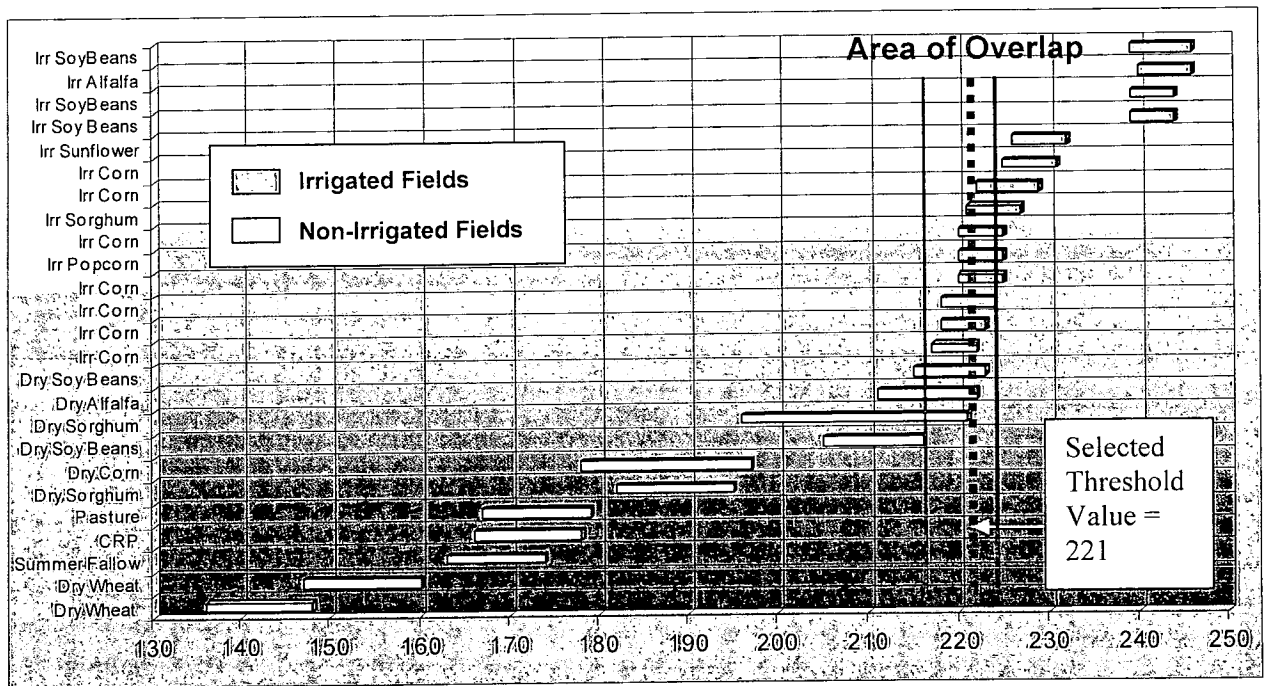 Area of Overlap
Irr SoyBeans
Irr Alfalfa
Irr SoyBeans
Irr Soy Beans
Irr Sunflower
Irr Corn
Irr Corn
Irr Sorghum
Irr Corn
Irr Popcorn
Irr Corn
Irr Corn
Irr Corn
Irr Corn
Dry Soy Beans
Dry Alfalfa
Dry Sorghum
Dry Soy Beans
Dry Corn
Dry Sorghum
Pasture
CRP
Summer Fallow
Dry Wheat
Dry Wheat
Irrigated Fields
Non-Irrigated Fields
Selected
Threshold
Value =
221
130 140 150 160 170 180 190 200 210 220 230 240 250